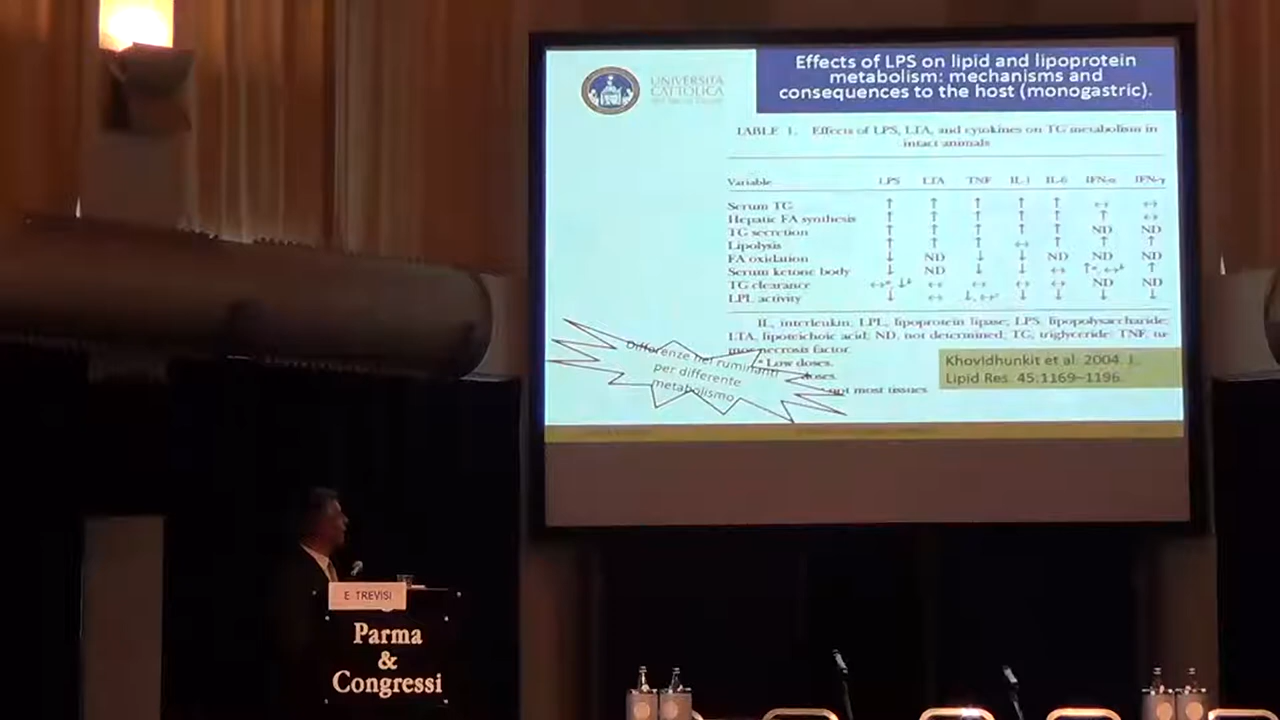 UNIVERSITÀ
CATTOLICA
Effects of LPS on lipid and lipoprotein
metabolism: mechanisms and
consequences to the host (monogastric).
TABLE 1. Effects of LPS, LTA, and cytokines on TG metabolism in
intact animals
Variable LPS LTA TNF IL-1 IL-6 IFN-α IFN-γ
Serum TG ↑ ↑ ↑ ↑ ↑ ↔ ↔
Hepatic FA synthesis ↑ ↑ ↑ ↑ ↑ ↑ ↔
TG secretion ↑ ↑ ↑ ↑ ↑ ND ND
Lipolysis ↑ ↑ ↑ ↔ ↑ ↑ ↑
FA oxidation ↓ ND ↓ ↓ ND ND ND
Serum ketone body ↓ ND ↓ ↓ ↔ ↑ᵃ, ↔ᵇ ↑
TG clearance ↔ᵃ, ↓ᵇ ↔ ↔ ↔ ↔ ND ND
LPL activity ↓ ↔ ↓, ↔ᶜ ↓ ↓ ↓ ↓
IL, interleukin; LPL, lipoprotein lipase; LPS, lipopolysaccharide;
LTA, lipoteichoic acid; ND, not determined; TG, triglyceride; TNF, tu-
mor necrosis factor.
ᵃ Low doses.
doses.
not most tissues
Differenze nei ruminanti
per differente
metabolismo
Khovidhunkit et al. 2004. J.
Lipid Res. 45:1169–1196.
E. TREVISI
Parma
&
Congressi